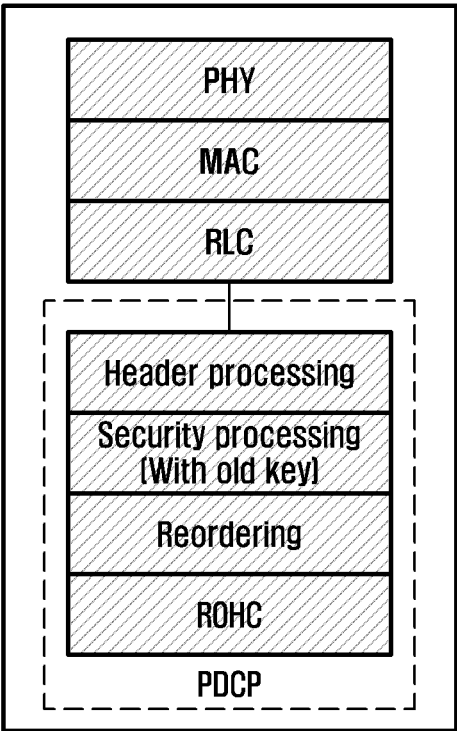 PHY
MAC
RLC
Header processing
Security processing
(With old key)
Reordering
ROHC
PDCP